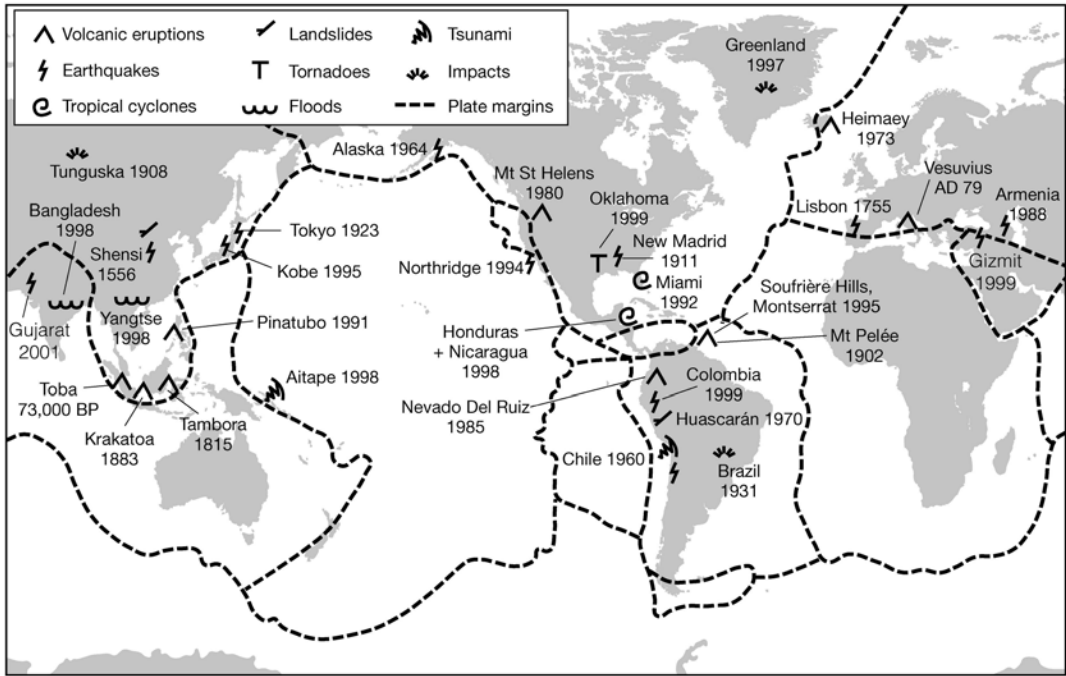 Volcanic eruptions
Landslides
Tsunami
Earthquakes
Tornadoes
Impacts
Tropical cyclones
Floods
Plate margins
Greenland
1997
Heimaey
1973
Alaska 1964
Tunguska 1908
Mt St Helens
1980
Vesuvius
AD 79
Armenia
1988
Oklahoma
1999
Lisbon 1755
Bangladesh
1998
Tokyo 1923
Shensi
1556
New Madrid
1911
Kobe 1995
Northridge 1994
Gizmit
1999
Miami
1992
Soufrière Hills,
Montserrat 1995
Gujarat
2001
Yangtse
1998
Pinatubo 1991
Honduras
+ Nicaragua
1998
Mt Pelée
1902
Toba
73,000 BP
Aitape 1998
Colombia
1999
Nevado Del Ruiz
1985
Krakatoa
1883
Tambora
1815
Huascarán 1970
Chile 1960
Brazil
1931